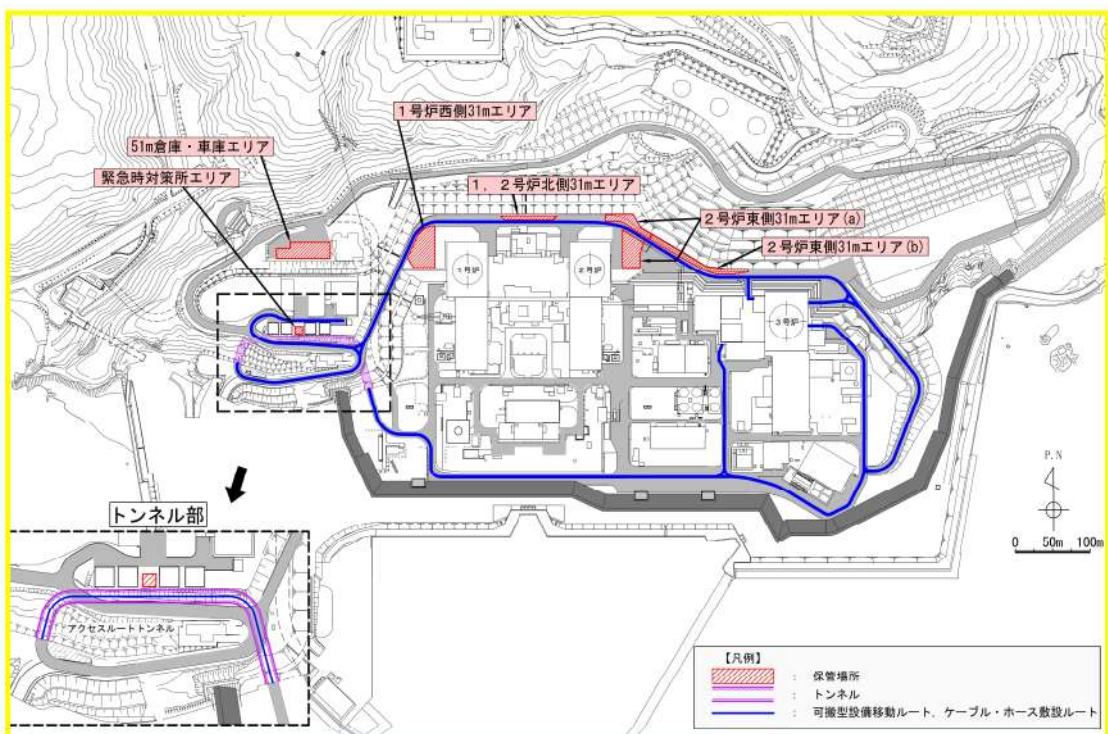 1号炉西側31mエリア
51m倉庫・車庫エリア
緊急時対策所エリア
1,2号炉北側31mエリア
2号炉東側31mエリア(a)
2号炉東側31mエリア(b)
1号炉
2号炉
3号炉
P.N
0 50m 100m
トンネル部
アクセスルートトンネル
【凡例】
: 保管場所
: トンネル
: 可搬型設備移動ルート,ケーブル・ホース敷設ルート